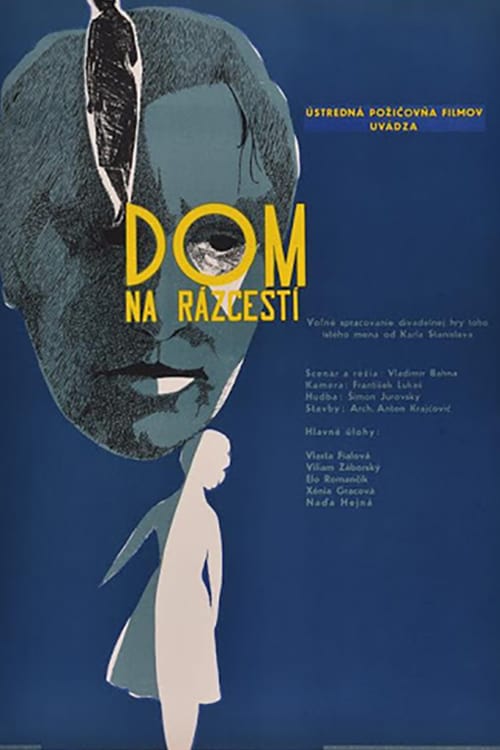 ÚSTREDNÁ POŽIČOVŇA FILMOV
UVÁDZA
DOM
NA RÁZCESTÍ
Voľné spracovanie divadelnej hry toho
istého mena od Karla Stanislava
Scenár a réžia: Vladimír Bahna
Kamera: František Lukeš
Hudba: Šimon Jurovský
Stavby: Arch. Anton Krajčovič
Hlavné úlohy:
Vlasta Fialová
Viliam Záborský
Elo Romančík
Xénia Gracová
Naďa Hejná